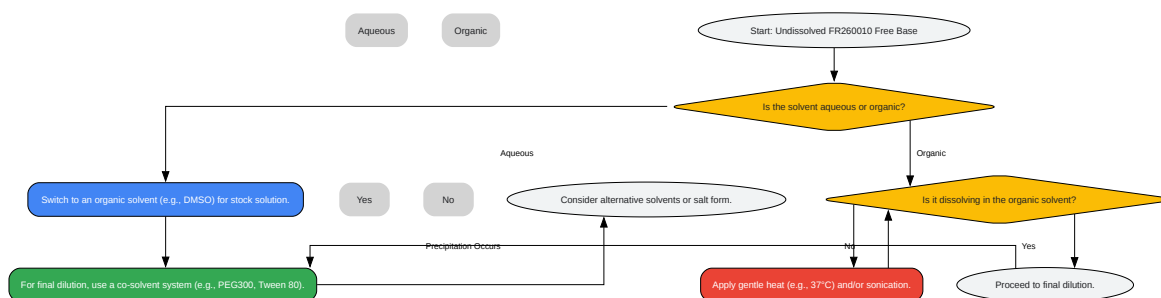 Aqueous
Organic
Start: Undissolved FR260010 Free Base
Is the solvent aqueous or organic?
Aqueous
Organic
Switch to an organic solvent (e.g., DMSO) for stock solution.
Yes
No
Consider alternative solvents or salt form.
Is it dissolving in the organic solvent?
Precipitation Occurs
No
Yes
For final dilution, use a co-solvent system (e.g., PEG300, Tween 80).
Apply gentle heat (e.g., 37°C) and/or sonication.
Proceed to final dilution.